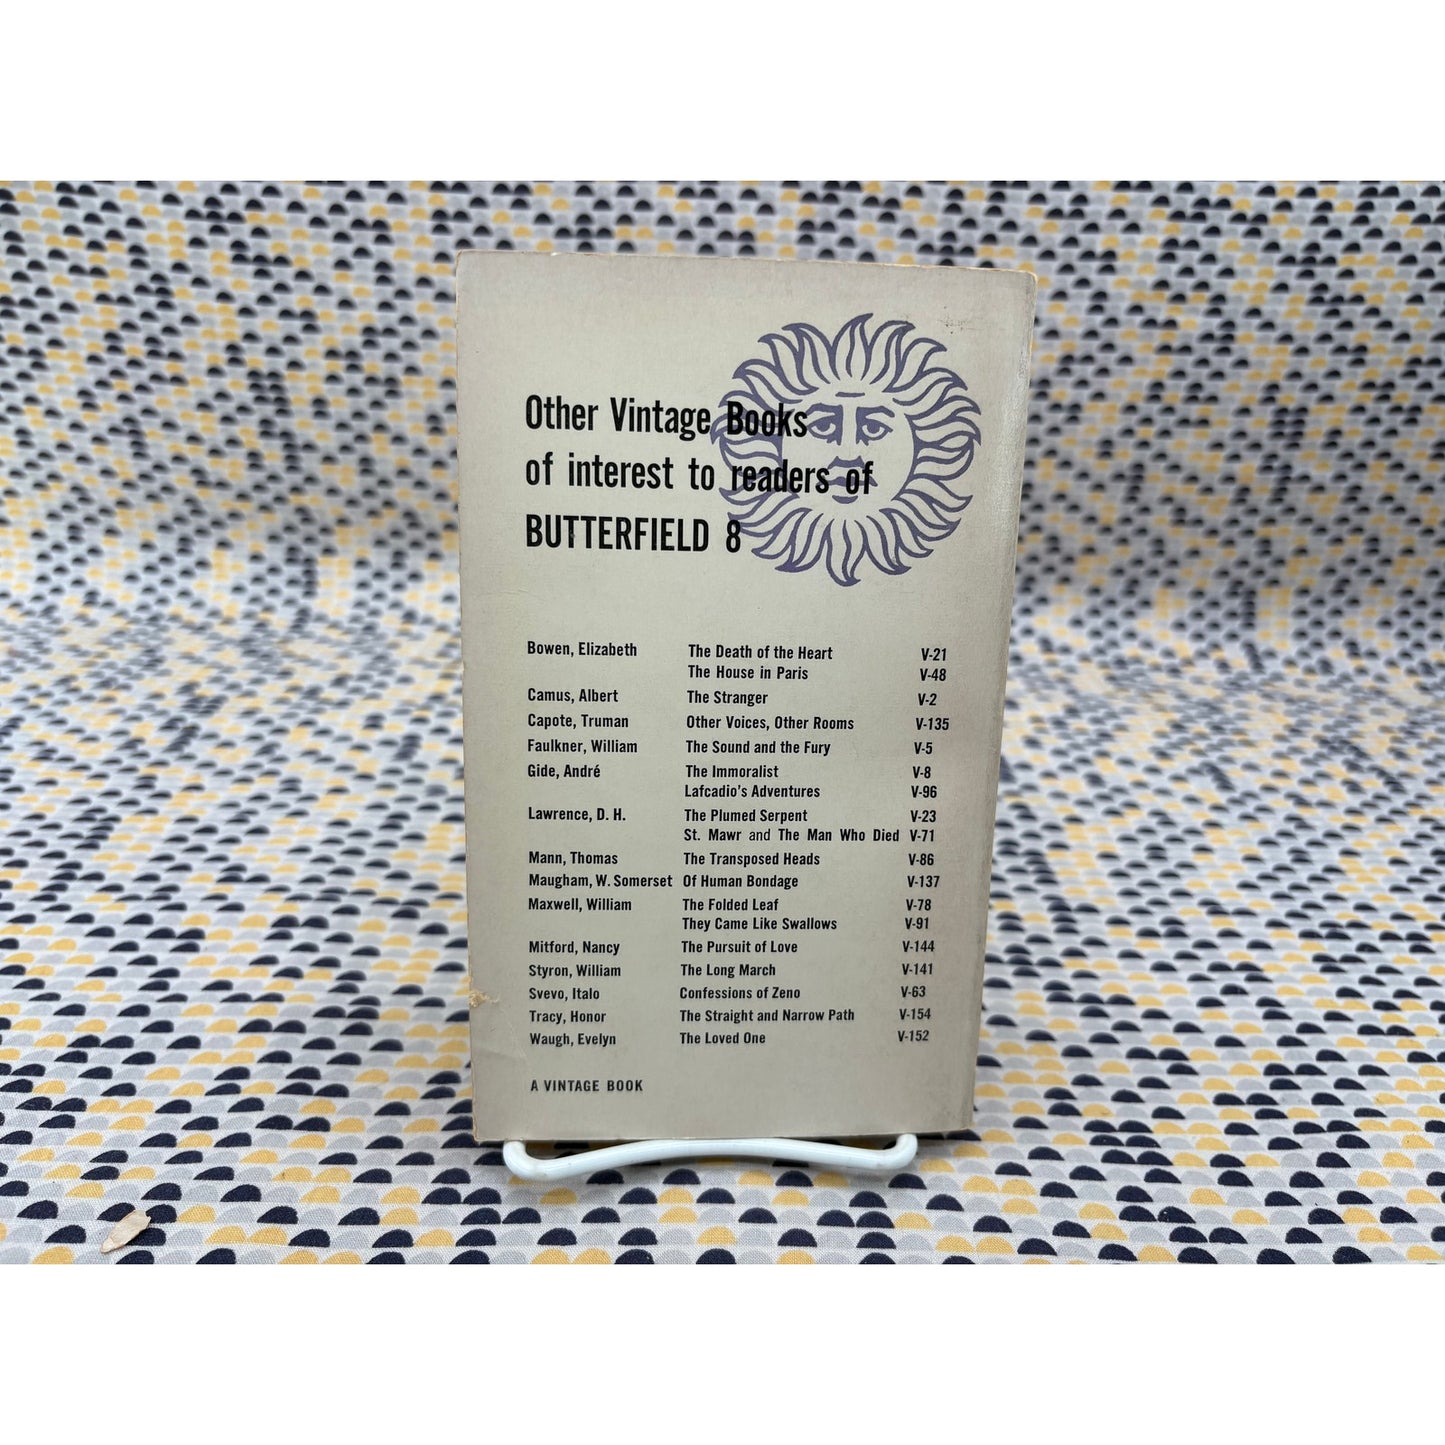 Other Vintage Books
of interest to readers of
BUTTERFIELD 8
Bowen, Elizabeth The Death of the Heart V-21
The House in Paris V-48
Camus, Albert The Stranger V-2
Capote, Truman Other Voices, Other Rooms V-135
Faulkner, William The Sound and the Fury V-5
Gide, André The Immoralist V-8
Lafcadio's Adventures V-96
Lawrence, D. H. The Plumed Serpent V-23
St. Mawr and The Man Who Died V-71
Mann, Thomas The Transposed Heads V-86
Maugham, W. Somerset Of Human Bondage V-137
Maxwell, William The Folded Leaf V-78
They Came Like Swallows V-91
Mitford, Nancy The Pursuit of Love V-144
Styron, William The Long March V-141
Svevo, Italo Confessions of Zeno V-63
Tracy, Honor The Straight and Narrow Path V-154
Waugh, Evelyn The Loved One V-152
A VINTAGE BOOK